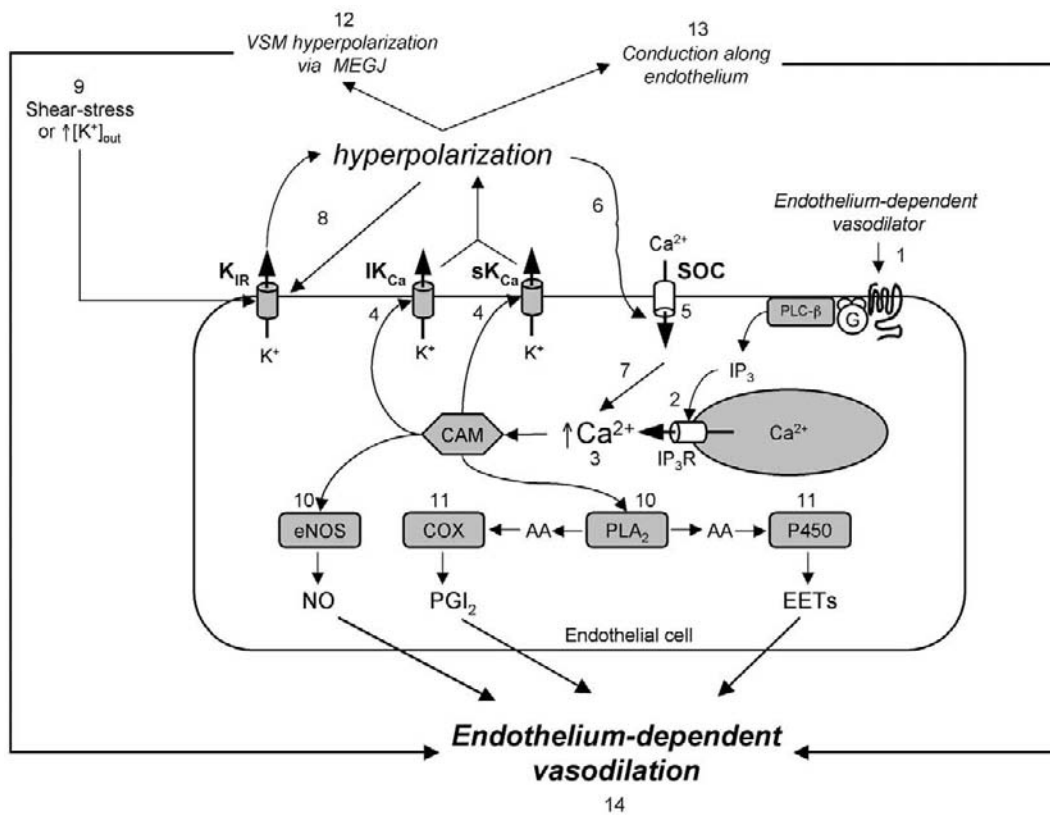 12
VSM hyperpolarization
via MEGJ
13
Conduction along
endothelium
9
Shear-stress
or ↑[K⁺]out
hyperpolarization
8
6
Endothelium-dependent
vasodilator
1
KIR
IKCa
sKCa
Ca²⁺
SOC
4
4
5
PLC-β
G
K⁺
K⁺
K⁺
7
IP₃
2
CAM
↑Ca²⁺
3
IP₃R
Ca²⁺
10
11
10
11
eNOS
COX
AA
PLA₂
AA
P450
NO
PGI₂
EETs
Endothelial cell
Endothelium-dependent
vasodilation
14